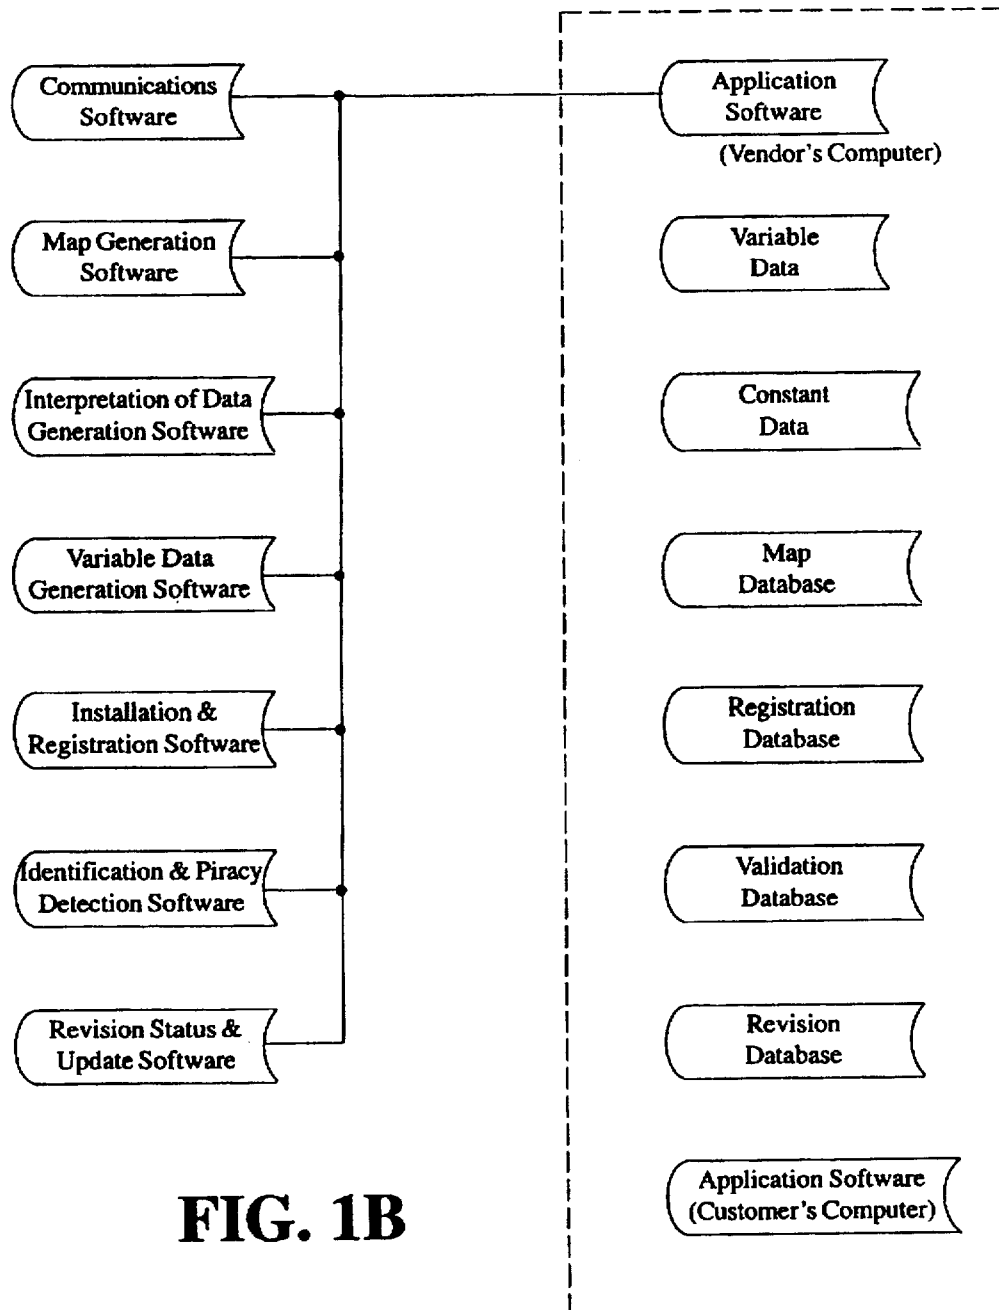 Communications
Software
Map Generation
Software
Interpretation of Data
Generation Software
Variable Data
Generation Software
Installation &
Registration Software
Identification & Piracy
Detection Software
Revision Status &
Update Software
Application
Software
(Vendor's Computer)
Variable
Data
Constant
Data
Map
Database
Registration
Database
Validation
Database
Revision
Database
Application Software
(Customer's Computer)
FIG. 1B